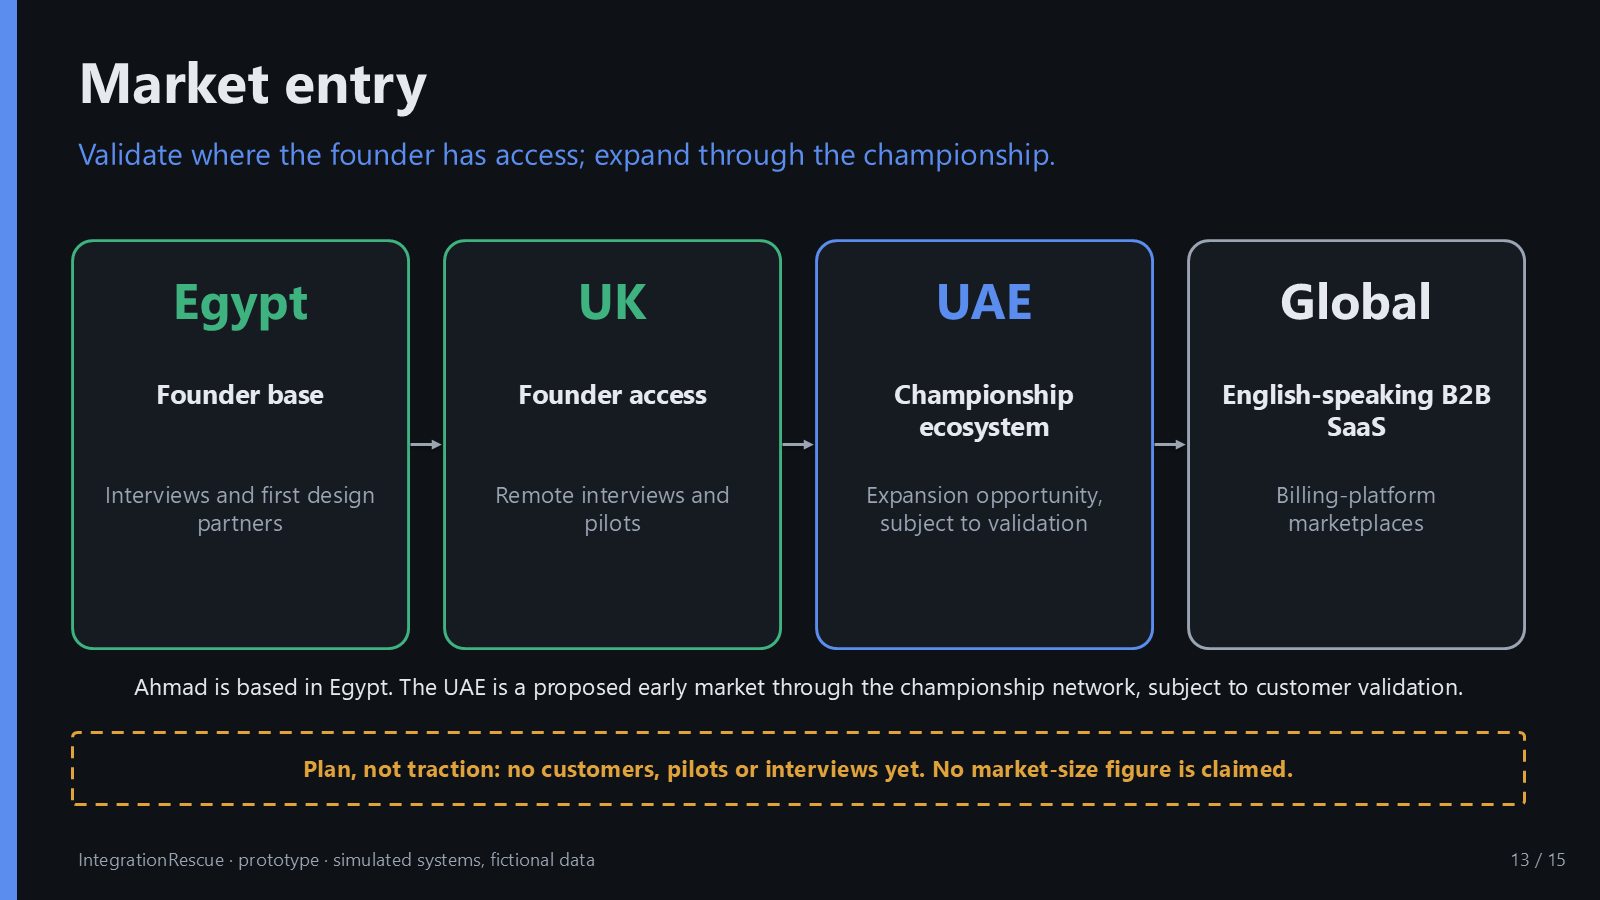 Market entry
Validate where the founder has access; expand through the championship.
Egypt
Founder base
Interviews and first design
partners
UK
Founder access
Remote interviews and
pilots
UAE
Championship
ecosystem
Expansion opportunity,
subject to validation
Global
English-speaking B2B
SaaS
Billing-platform
marketplaces
Ahmad is based in Egypt. The UAE is a proposed early market through the championship network, subject to customer validation.
Plan, not traction: no customers, pilots or interviews yet. No market-size figure is claimed.
IntegrationRescue · prototype · simulated systems, fictional data
13 / 15